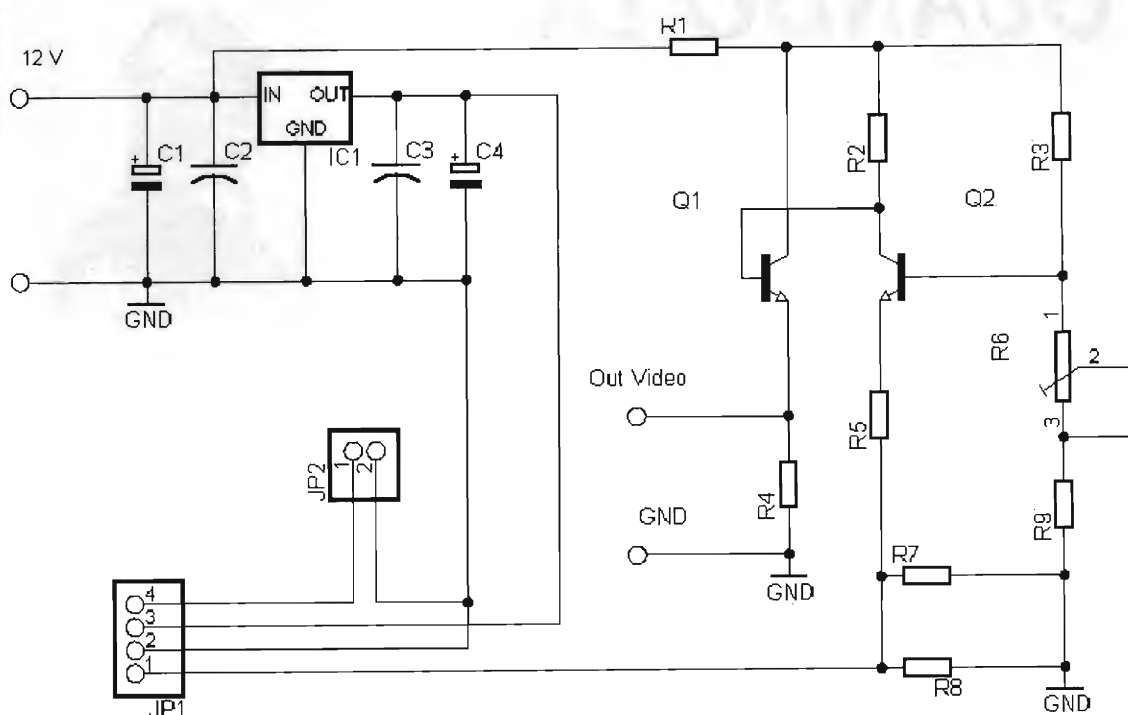 R1
12 V
IN
OUT
GND
IC1
C1
C2
C3
C4
R2
R3
Q1
Q2
GND
1
R6
2
3
Out Video
R5
JP2
1
2
R4
R9
GND
R7
GND
4
3
2
1
R8
GND
JP1